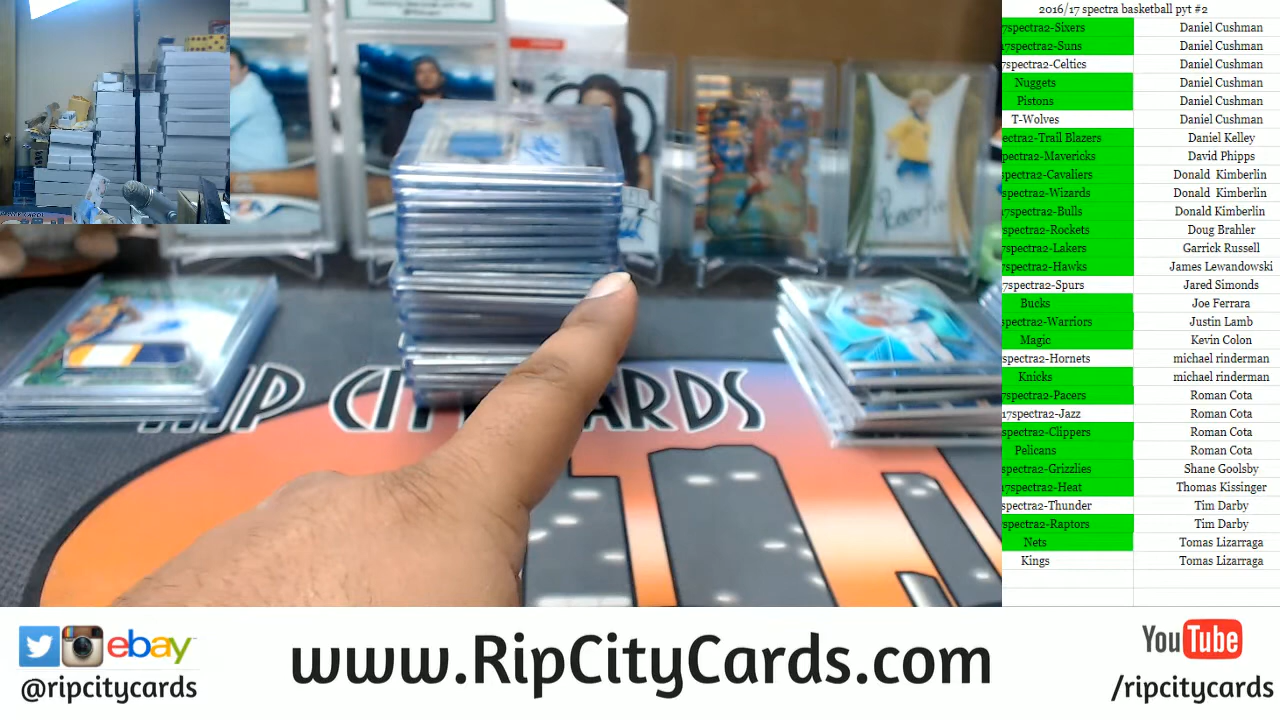 2016/17 spectra basketball pyt #2
7spectra2-Sixers Daniel Cushman
7spectra2-Suns Daniel Cushman
7spectra2-Celtics Daniel Cushman
Nuggets Daniel Cushman
Pistons Daniel Cushman
T-Wolves Daniel Cushman
ectra2-Trail Blazers Daniel Kelley
pectra2-Mavericks David Phipps
spectra2-Cavaliers Donald Kimberlin
spectra2-Wizards Donald Kimberlin
7spectra2-Bulls Donald Kimberlin
spectra2-Rockets Doug Brahler
spectra2-Lakers Garrick Russell
7spectra2-Hawks James Lewandowski
7spectra2-Spurs Jared Simonds
Bucks Joe Ferrara
spectra2-Warriors Justin Lamb
Magic Kevin Colon
spectra2-Hornets michael rinderman
Knicks michael rinderman
7spectra2-Pacers Roman Cota
17spectra2-Jazz Roman Cota
spectra2-Clippers Roman Cota
Pelicans Roman Cota
spectra2-Grizzlies Shane Goolsby
7spectra2-Heat Thomas Kissinger
spectra2-Thunder Tim Darby
spectra2-Raptors Tim Darby
Nets Tomas Lizarraga
Kings Tomas Lizarraga
RIP CITY CARDS
ebay
@ripcitycards
www.RipCityCards.com
YouTube
/ripcitycards